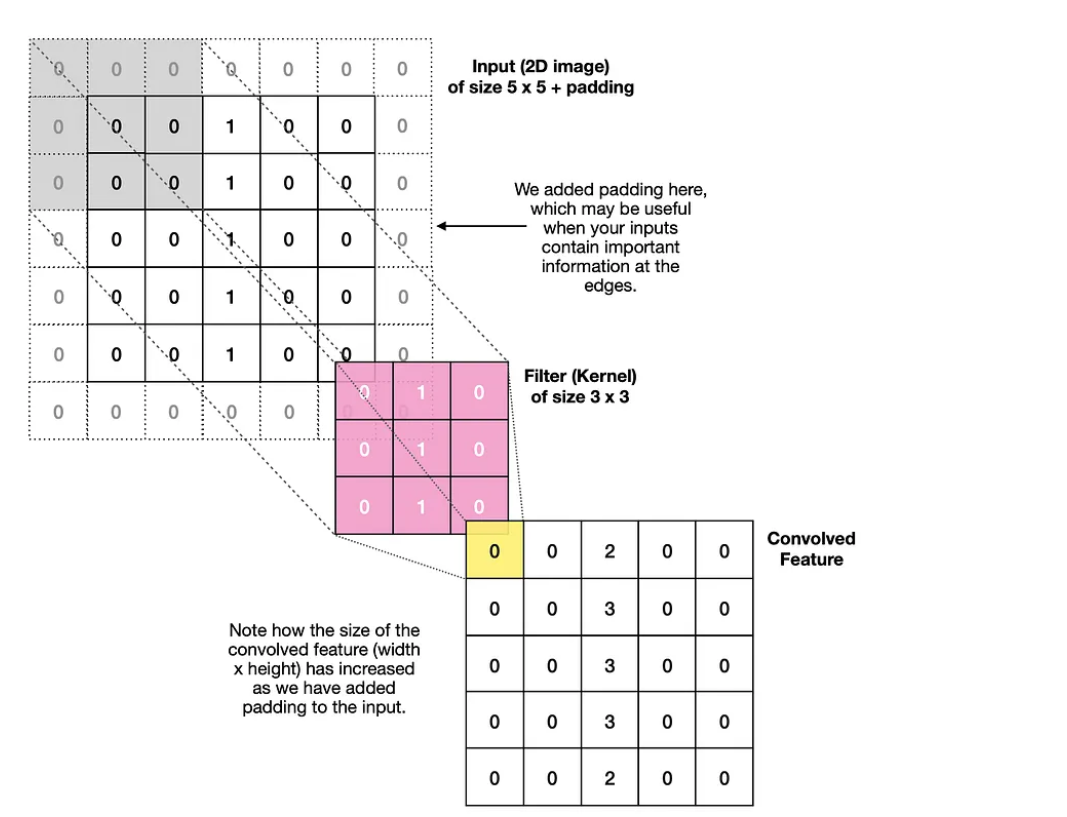 0 0 0 0 0 0 0
Input (2D image)
of size 5 x 5 + padding
0 0 0 1 0 0 0
0 0 0 1 0 0 0
We added padding here,
which may be useful
when your inputs
contain important
information at the
edges.
0 0 0 1 0 0 0
0 0 0 1 0 0 0
0 0 0 1 0 0 0
0 0 0 0 0 0 0
Filter (Kernel)
of size 3 x 3
0 1 0
0 1 0
0 1 0
Convolved
Feature
0 0 2 0 0
0 0 3 0 0
0 0 3 0 0
0 0 3 0 0
0 0 2 0 0
Note how the size of the
convolved feature (width
x height) has increased
as we have added
padding to the input.